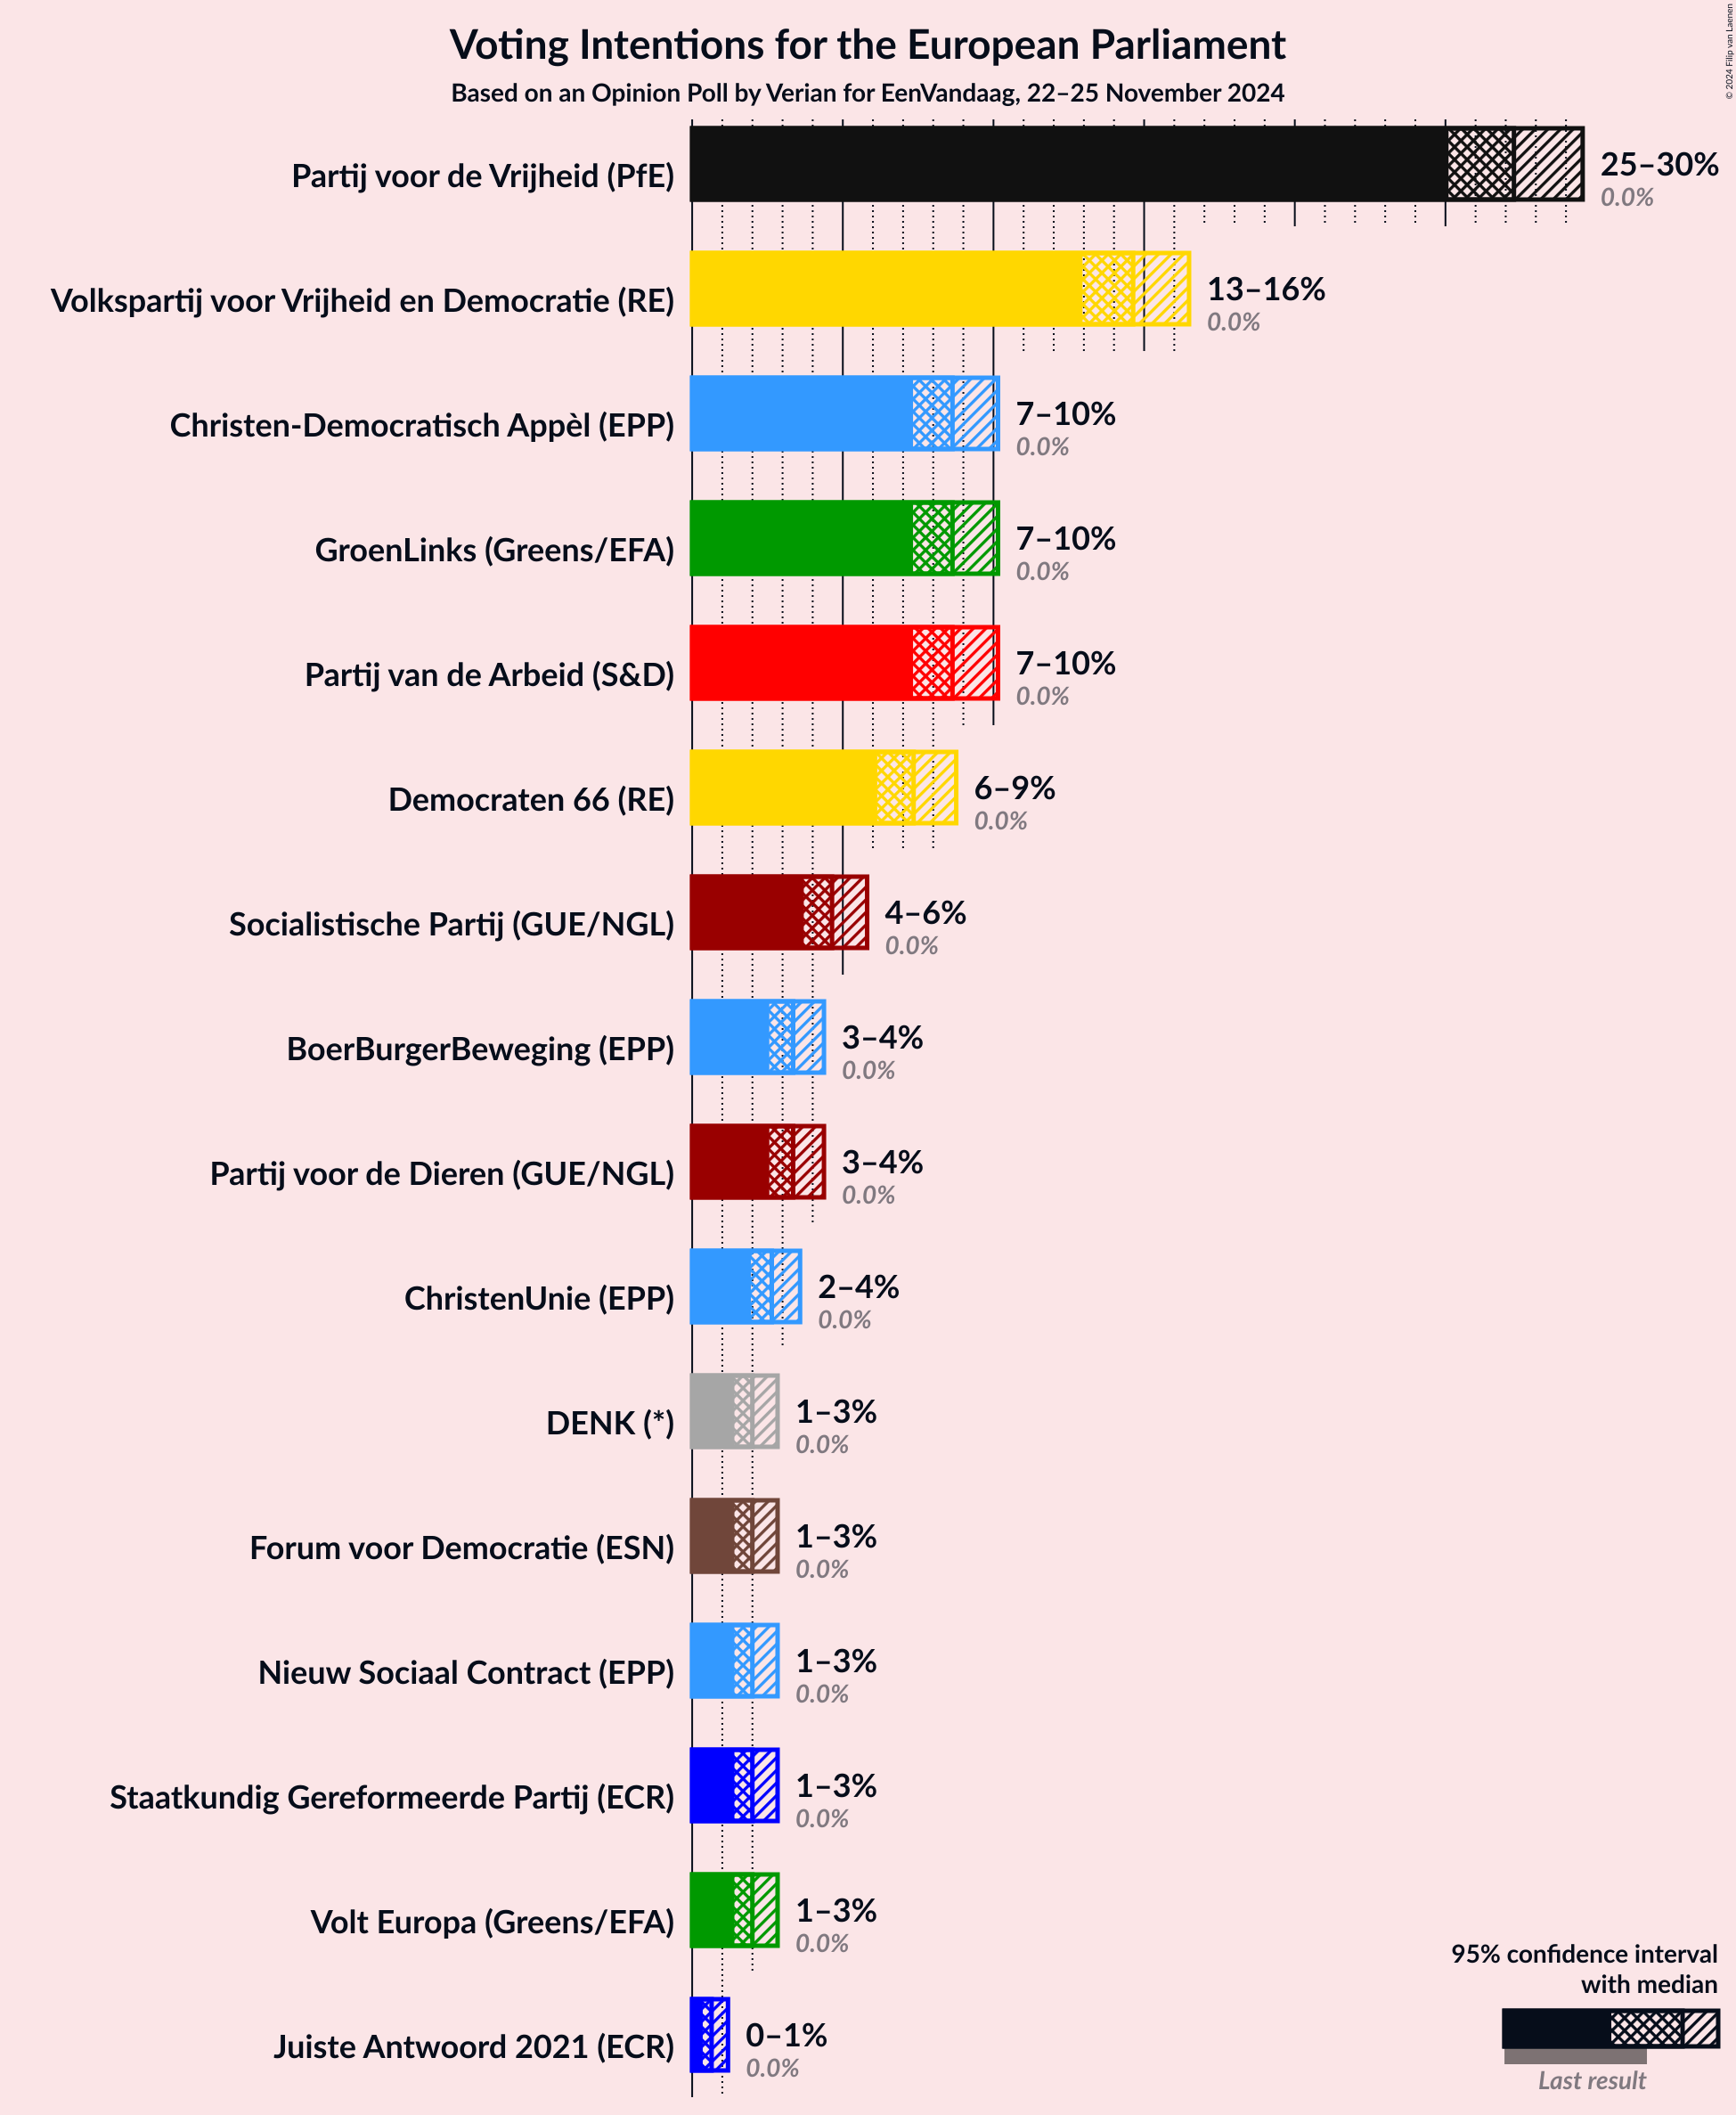 Voting Intentions for the European Parliament
Based on an Opinion Poll by Verian for EenVandaag, 22–25 November 2024
© 2024 Filip van Laenen
Partij voor de Vrijheid (PfE)
25–30%
0.0%
Volkspartij voor Vrijheid en Democratie (RE)
13–16%
0.0%
Christen-Democratisch Appèl (EPP)
7–10%
0.0%
GroenLinks (Greens/EFA)
7–10%
0.0%
Partij van de Arbeid (S&D)
7–10%
0.0%
Democraten 66 (RE)
6–9%
0.0%
Socialistische Partij (GUE/NGL)
4–6%
0.0%
BoerBurgerBeweging (EPP)
3–4%
0.0%
Partij voor de Dieren (GUE/NGL)
3–4%
0.0%
ChristenUnie (EPP)
2–4%
0.0%
DENK (*)
1–3%
0.0%
Forum voor Democratie (ESN)
1–3%
0.0%
Nieuw Sociaal Contract (EPP)
1–3%
0.0%
Staatkundig Gereformeerde Partij (ECR)
1–3%
0.0%
Volt Europa (Greens/EFA)
1–3%
0.0%
Juiste Antwoord 2021 (ECR)
0–1%
0.0%
95% confidence interval
with median
Last result